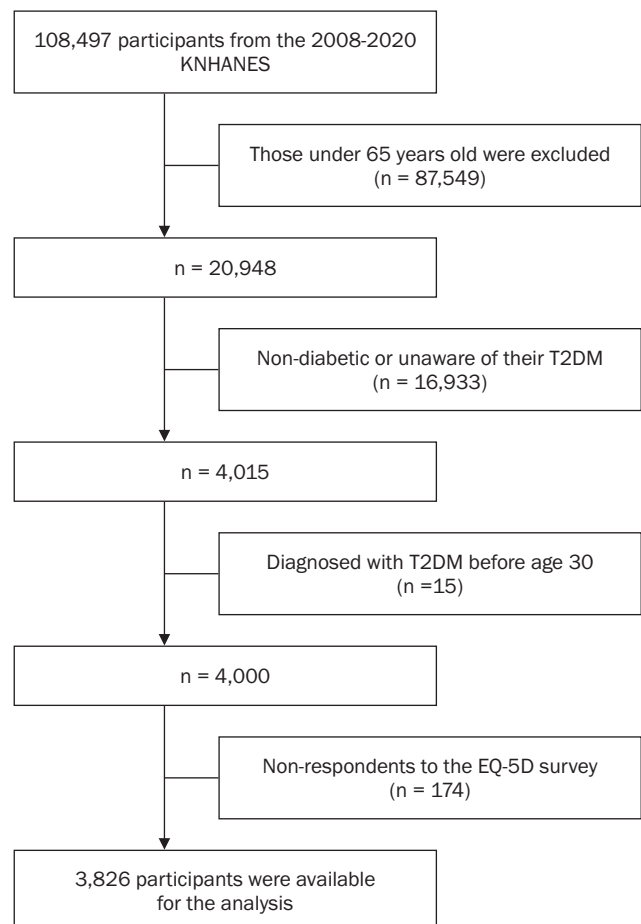 108,497 participants from the 2008-2020
KNHANES
Those under 65 years old were excluded
(n = 87,549)
n = 20,948
Non-diabetic or unaware of their T2DM
(n = 16,933)
n = 4,015
Diagnosed with T2DM before age 30
(n =15)
n = 4,000
Non-respondents to the EQ-5D survey
(n = 174)
3,826 participants were available
for the analysis